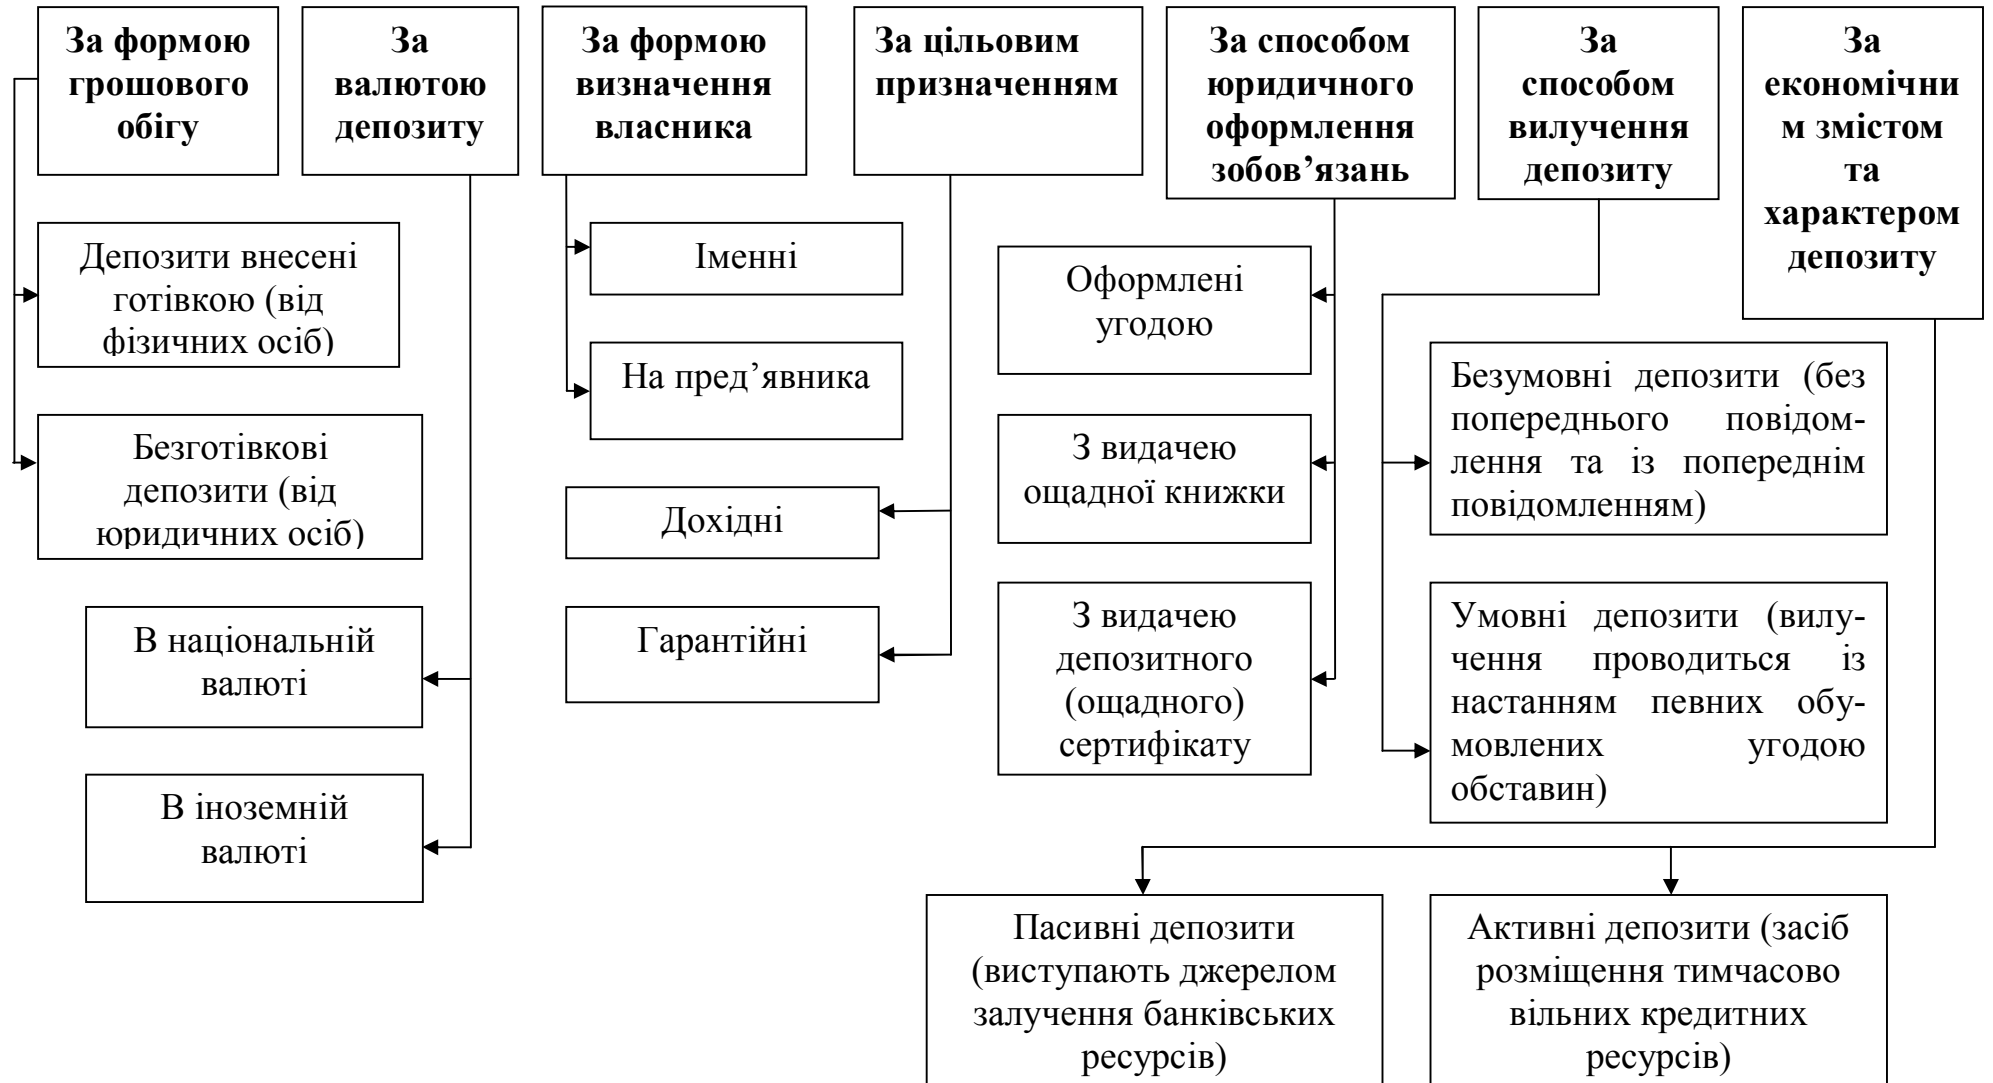 За формою
грошового
обігу
За
валютою
депозиту
За формою
визначення
власника
За цільовим
призначенням
За способом
юридичного
оформлення
зобов’язань
За
способом
вилучення
депозиту
За
економічни
м змістом
та
характером
депозиту
Депозити внесені
готівкою (від
фізичних осіб)
Безготівкові
депозити (від
юридичних осіб)
В національній
валюті
В іноземній
валюті
Іменні
На пред’явника
Дохідні
Гарантійні
Оформлені
угодою
З видачею
ощадної книжки
З видачею
депозитного
(ощадного)
сертифікату
Безумовні депозити (без
попереднього повідом-
лення та із попереднім
повідомленням)
Умовні депозити (вилу-
чення проводиться із
настанням певних обу-
мовлених угодою
обставин)
Пасивні депозити
(виступають джерелом
залучення банківських
ресурсів)
Активні депозити (засіб
розміщення тимчасово
вільних кредитних
ресурсів)